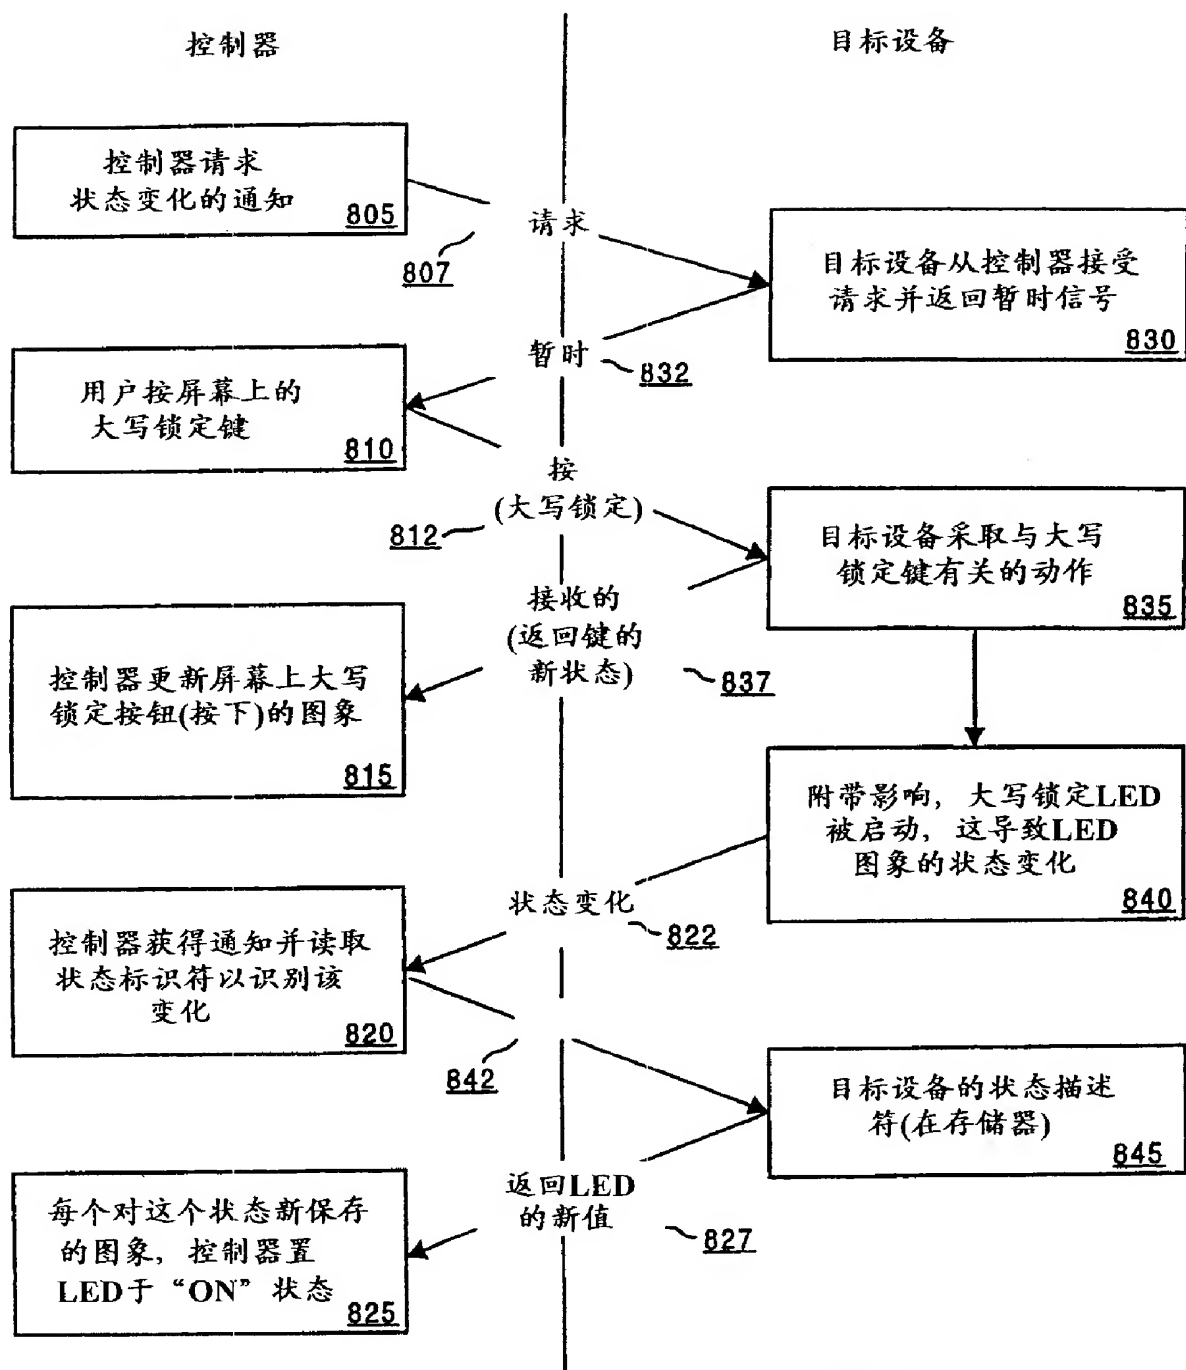 控制器
目标设备
控制器请求
状态变化的通知
805
请求
807
目标设备从控制器接受
请求并返回暂时信号
830
暂时
832
用户按屏幕上的
大写锁定键
810
按
(大写锁定)
812
目标设备采取与大写
锁定键有关的动作
835
接收的
(返回键的
新状态)
837
控制器更新屏幕上大写
锁定按钮(按下)的图象
815
附带影响，大写锁定LED
被启动，这导致LED
图象的状态变化
840
状态变化
822
控制器获得通知并读取
状态标识符以识别该
变化
820
842
目标设备的状态描述
符(在存储器)
845
返回LED
的新值
827
每个对这个状态新保存
的图象，控制器置
LED于“ON”状态
825